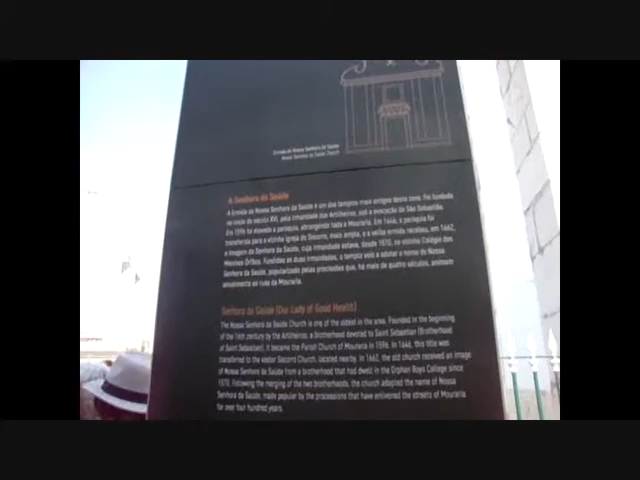 Ermida de Nossa Senhora da Saúde
Nossa Senhora da Saúde Church
A Senhora da Saúde
A Ermida de Nossa Senhora da Saúde é um dos templos mais antigos desta zona. Foi fundada
no início do século XVI, pela irmandade dos Artilheiros, sob a evocação de São Sebastião.
Em 1596 foi elevada a paróquia, abrangendo toda a Mouraria. Em 1646, a paróquia foi
transferida para a vizinha igreja do Socorro, mais ampla, e a velha ermida recebeu, em 1662,
a imagem da Senhora da Saúde, cuja irmandade estava, desde 1570, no vizinho Colégio dos
Meninos Órfãos. Fundidas as duas irmandades, o templo veio a adotar o nome de Nossa
Senhora da Saúde, popularizado pelas procissões que, há mais de quatro séculos, animam
anualmente as ruas da Mouraria.
Senhora da Saúde (Our Lady of Good Health)
The Nossa Senhora da Saúde Church is one of the oldest in the area. Founded in the beginning
of the 16th century by the Artilheiros, a brotherhood devoted to Saint Sebastian (Brotherhood
of Saint Sebastian), it became the Parish Church of Mouraria in 1596. In 1646, this title was
transferred to the vaster Socorro Church, located nearby. In 1662, the old church received an image
of Nossa Senhora da Saúde from a brotherhood that had dwelt in the Orphan Boys College since
1570. Following the merging of the two brotherhoods, the church adopted the name of Nossa
Senhora da Saúde, made popular by the processions that have enlivened the streets of Mouraria
for over four hundred years.